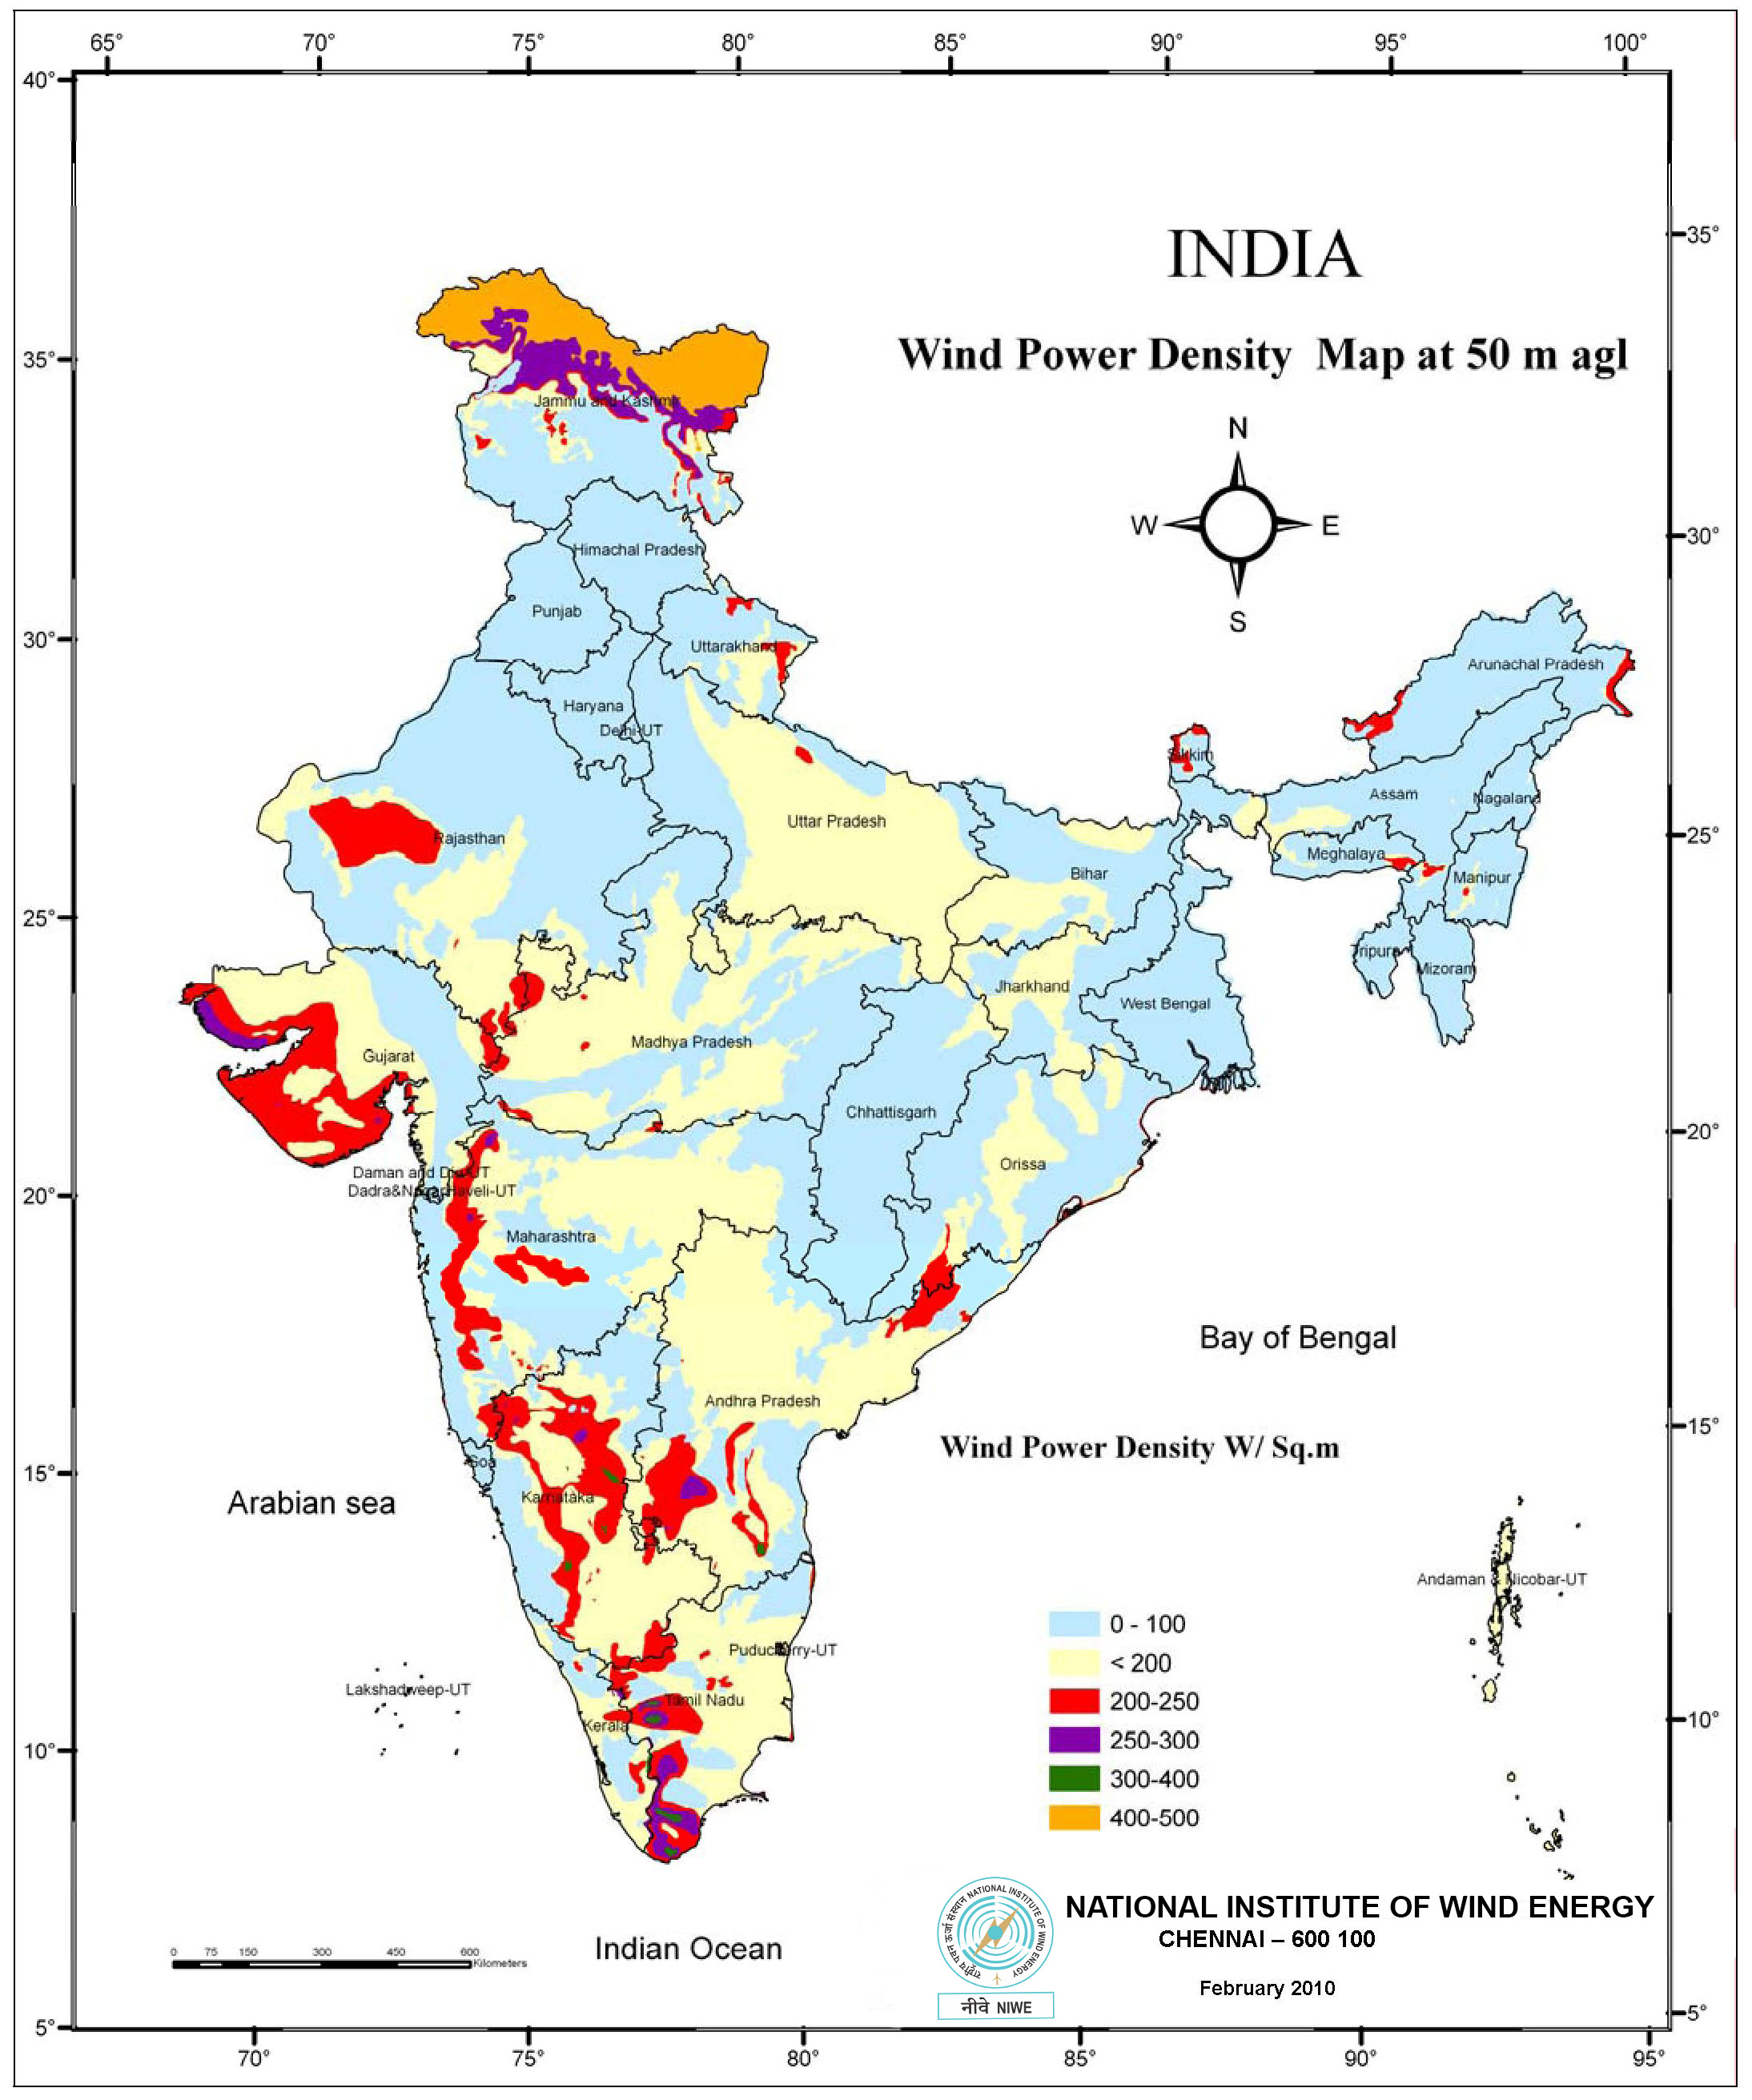 65° 70° 75° 80° 85° 90° 95° 100°
40°
35°
INDIA
Wind Power Density Map at 50 m agl
35°
Jammu and Kashmir
N
W E
S
30°
Himachal Pradesh
Punjab
30°
Uttarakhand
Arunachal Pradesh
Haryana
Delhi-UT
Sikkim
Assam
Nagaland
Uttar Pradesh
Rajasthan
25°
Meghalaya
Bihar
Manipur
25°
Tripura
Mizoram
Jharkhand
West Bengal
Madhya Pradesh
Gujarat
Chhattisgarh
20°
Orissa
Daman and Diu-UT
Dadra&NagarHaveli-UT
20°
Maharashtra
Bay of Bengal
Andhra Pradesh
15°
Wind Power Density W/ Sq.m
Goa
15°
Karnataka
Arabian sea
Andaman & Nicobar-UT
0 - 100
Puducherry-UT
< 200
Lakshadweep-UT
Tamil Nadu
200-250
10°
Kerala
250-300
10°
300-400
400-500
NATIONAL INSTITUTE OF WIND ENERGY
CHENNAI – 600 100
राष्ट्रीय पवन ऊर्जा संस्थान NATIONAL INSTITUTE OF WIND ENERGY
Indian Ocean
0 75 150 300 450 600
Kilometers
February 2010
नीवे NIWE
5°
5°
70° 75° 80° 85° 90° 95°